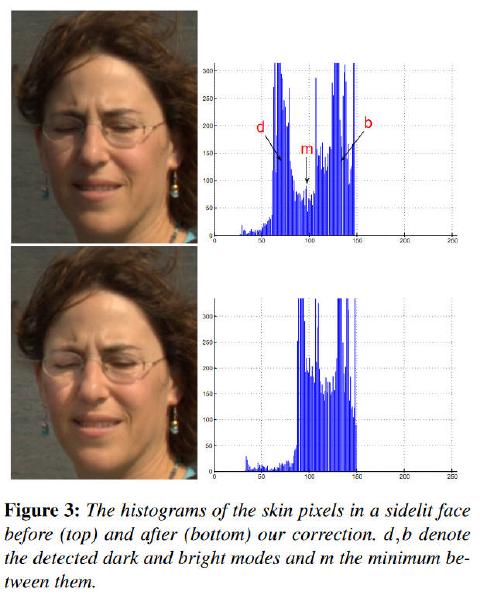 300
250
200
150
100
50
0
d
m
b
0 50 100 150 200 250
300
250
200
150
100
50
0
0 50 100 150 200 250
Figure 3: The histograms of the skin pixels in a sidelit face
before (top) and after (bottom) our correction. d,b denote
the detected dark and bright modes and m the minimum be-
tween them.